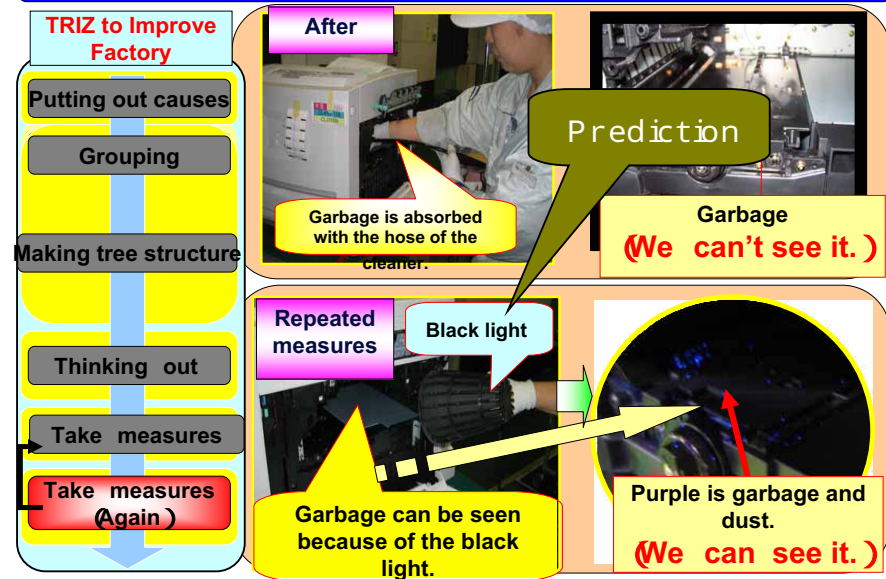 TRIZ to Improve
Factory
Putting out causes
Grouping
Making tree structure
Thinking out
Take measures
Take measures
(Again)
After
Garbage is absorbed
with the hose of the
cleaner.
Prediction
Garbage
(We can't see it.)
Repeated
measures
Black light
Garbage can be seen
because of the black
light.
Purple is garbage and
dust.
(We can see it.)